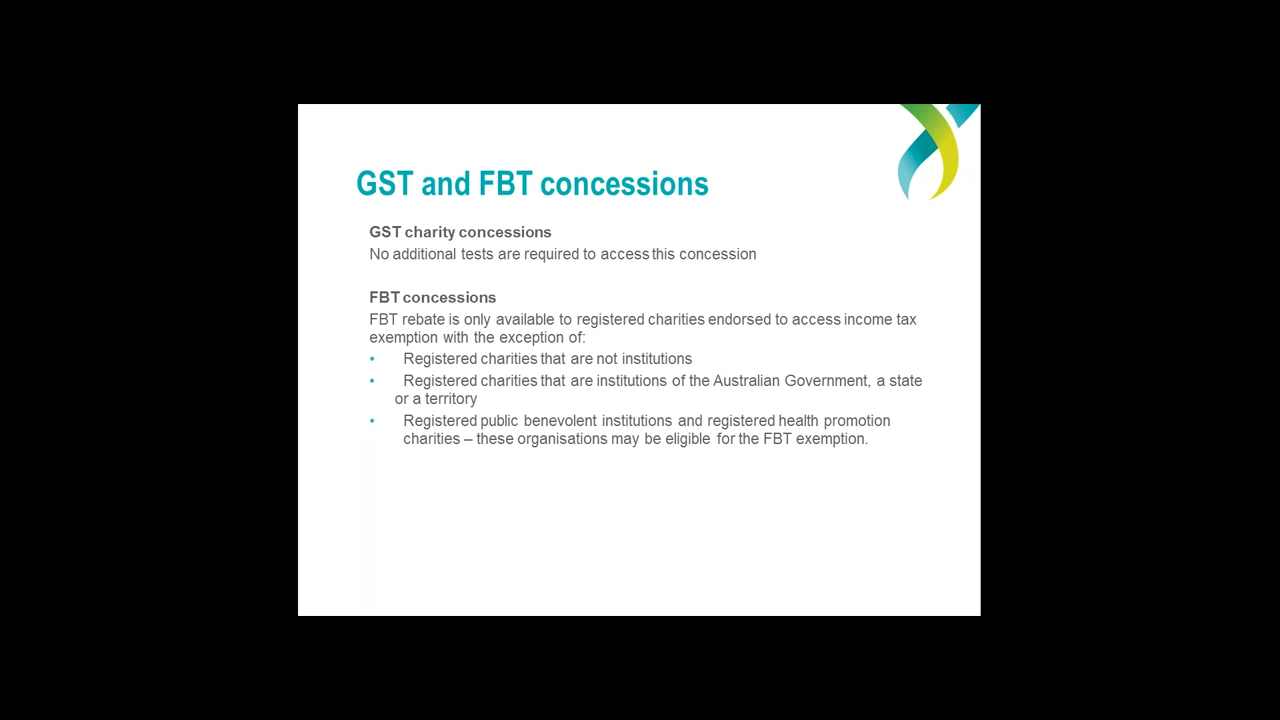 GST and FBT concessions
GST charity concessions
No additional tests are required to access this concession
FBT concessions
FBT rebate is only available to registered charities endorsed to access income tax
exemption with the exception of:
• Registered charities that are not institutions
• Registered charities that are institutions of the Australian Government, a state
or a territory
• Registered public benevolent institutions and registered health promotion
charities – these organisations may be eligible for the FBT exemption.